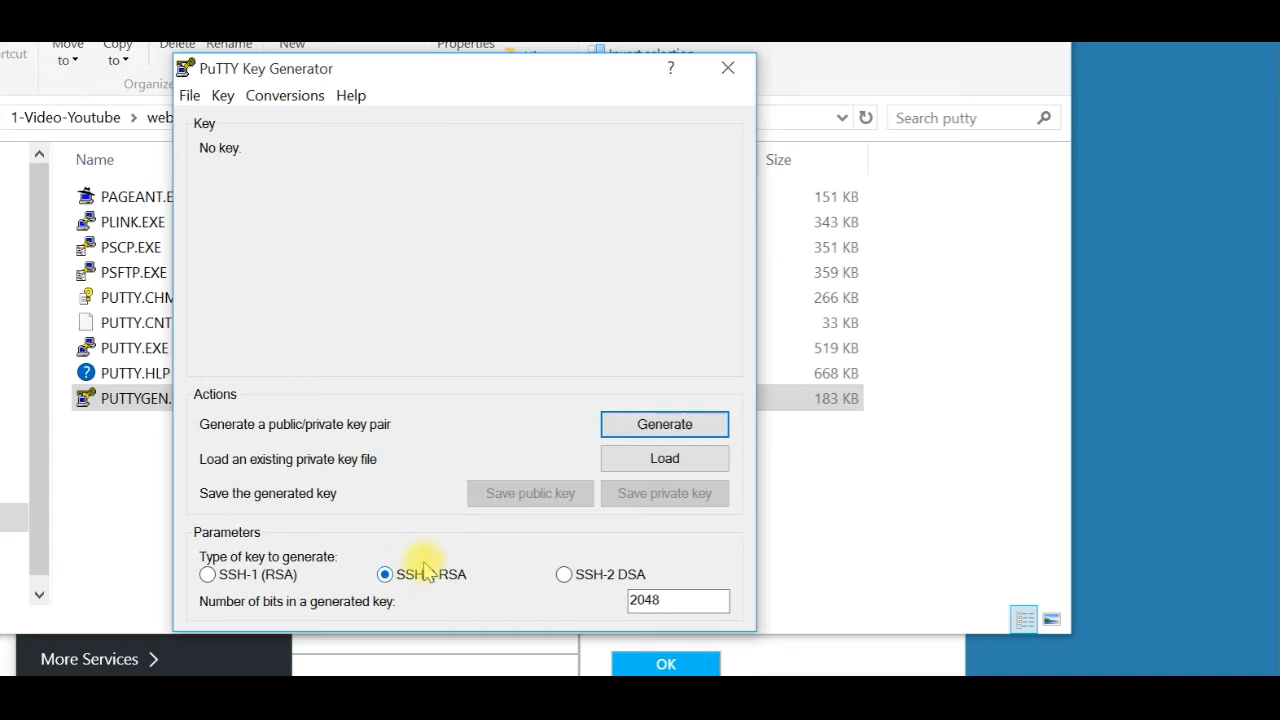 Move Copy Delete Rename New Properties
to to
Organize
PuTTY Key Generator
?
File Key Conversions Help
1-Video-Youtube web
Search putty
Key
No key.
Name
Size
PAGEANT.E 151 KB
PLINK.EXE 343 KB
PSCP.EXE 351 KB
PSFTP.EXE 359 KB
PUTTY.CHM 266 KB
PUTTY.CNT 33 KB
PUTTY.EXE 519 KB
PUTTY.HLP 668 KB
PUTTYGEN. 183 KB
Actions
Generate a public/private key pair
Generate
Load an existing private key file
Load
Save the generated key
Save public key
Save private key
Parameters
Type of key to generate:
SSH-1 (RSA) SSH RSA SSH-2 DSA
Number of bits in a generated key: 2048
More Services
OK